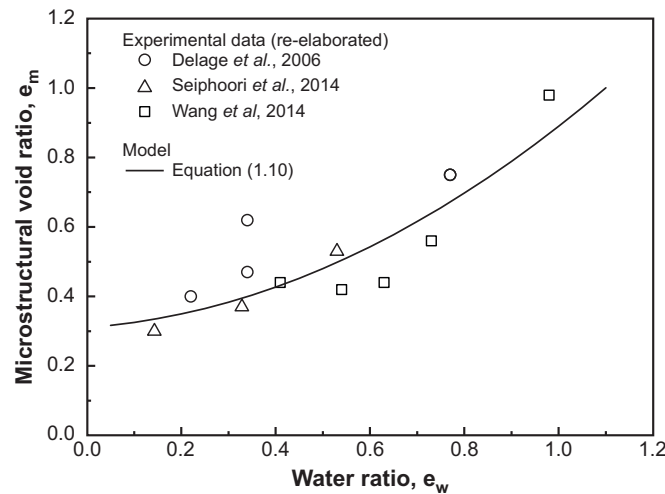 1.2
1.0
0.8
0.6
0.4
0.2
0.0
Microstructural void ratio, eₘ
Experimental data (re-elaborated)
Delage et al., 2006
Seiphoori et al., 2014
Wang et al, 2014
Model
Equation (1.10)
0.0 0.2 0.4 0.6 0.8 1.0 1.2
Water ratio, e_w